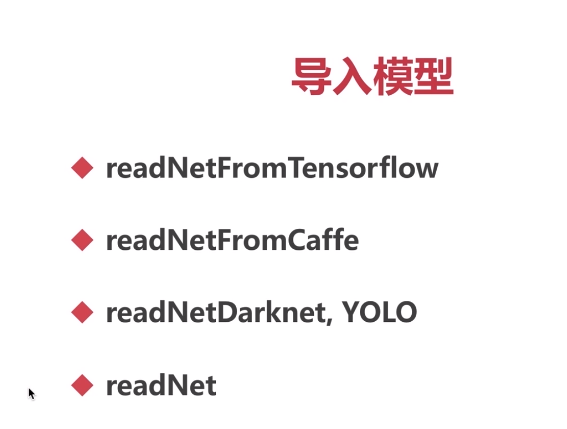 导入模型
readNetFromTensorflow
readNetFromCaffe
readNetDarknet, YOLO
readNet